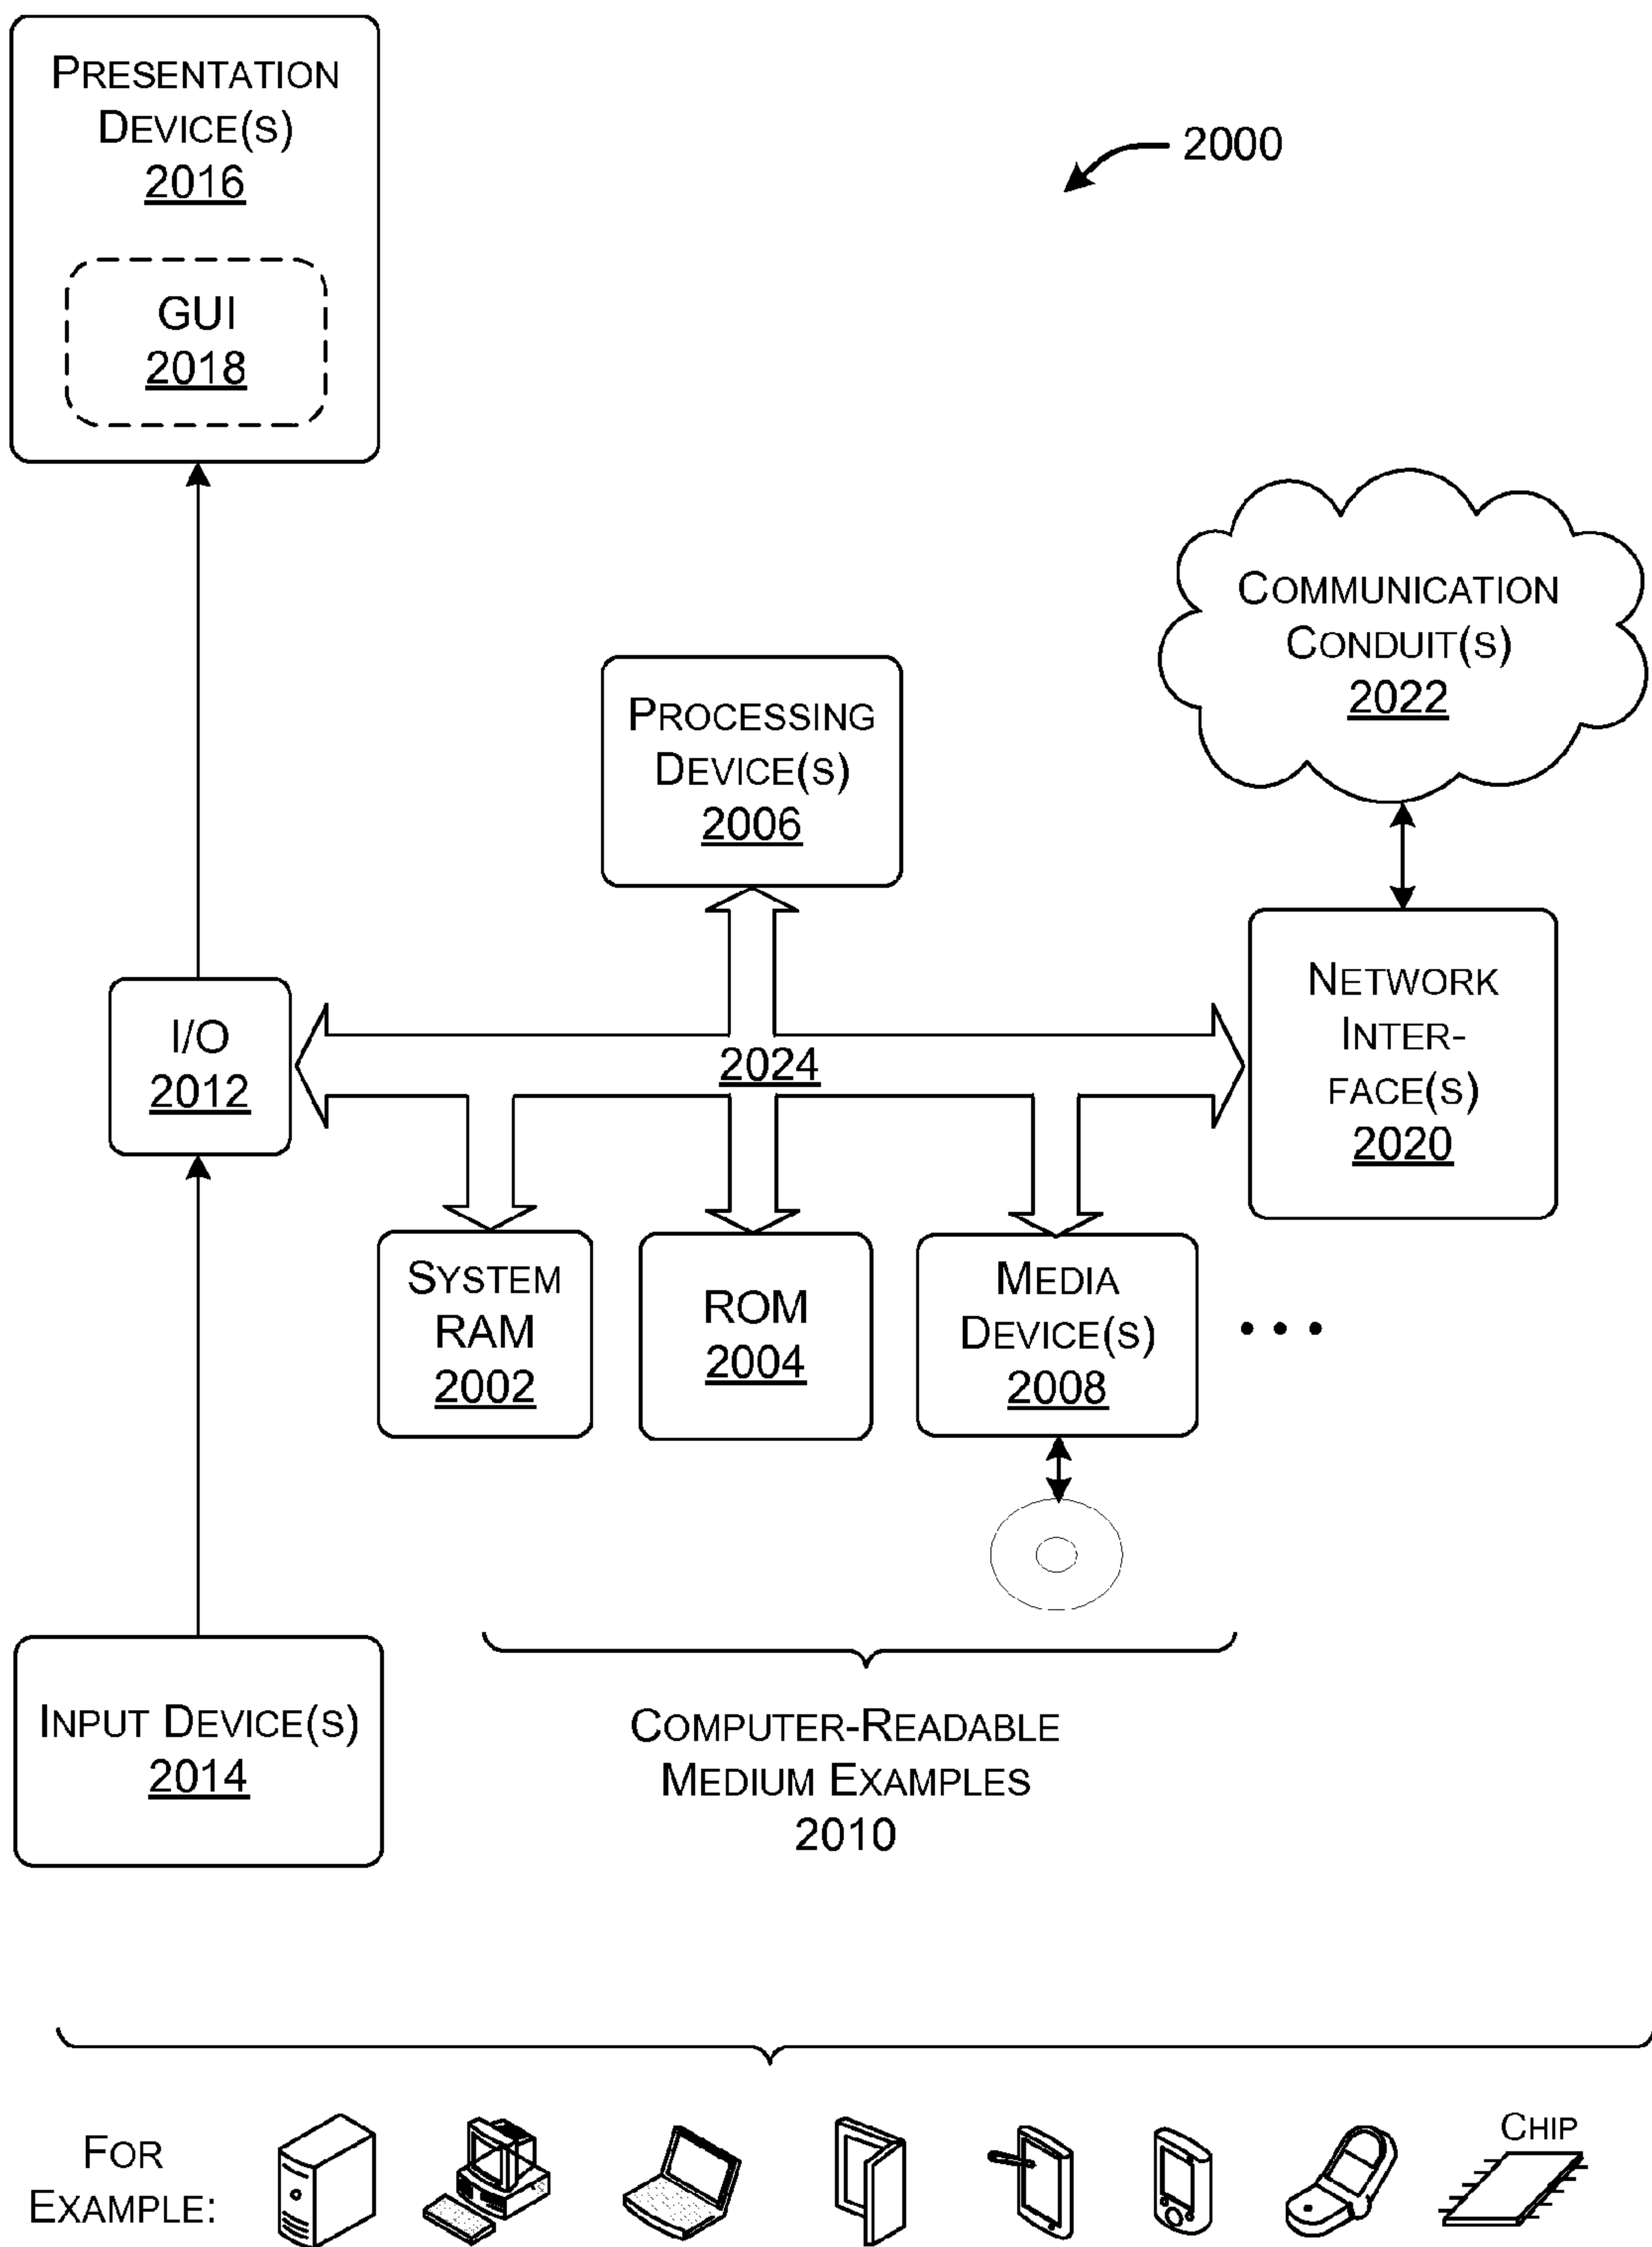 PRESENTATION
DEVICE(S)
2016
GUI
2018
2000
COMMUNICATION
CONDUIT(S)
2022
PROCESSING
DEVICE(S)
2006
NETWORK
INTER-
FACE(S)
2020
I/O
2012
2024
SYSTEM
RAM
2002
ROM
2004
MEDIA
DEVICE(S)
2008
• • •
INPUT DEVICE(S)
2014
COMPUTER-READABLE
MEDIUM EXAMPLES
2010
FOR
EXAMPLE:
CHIP